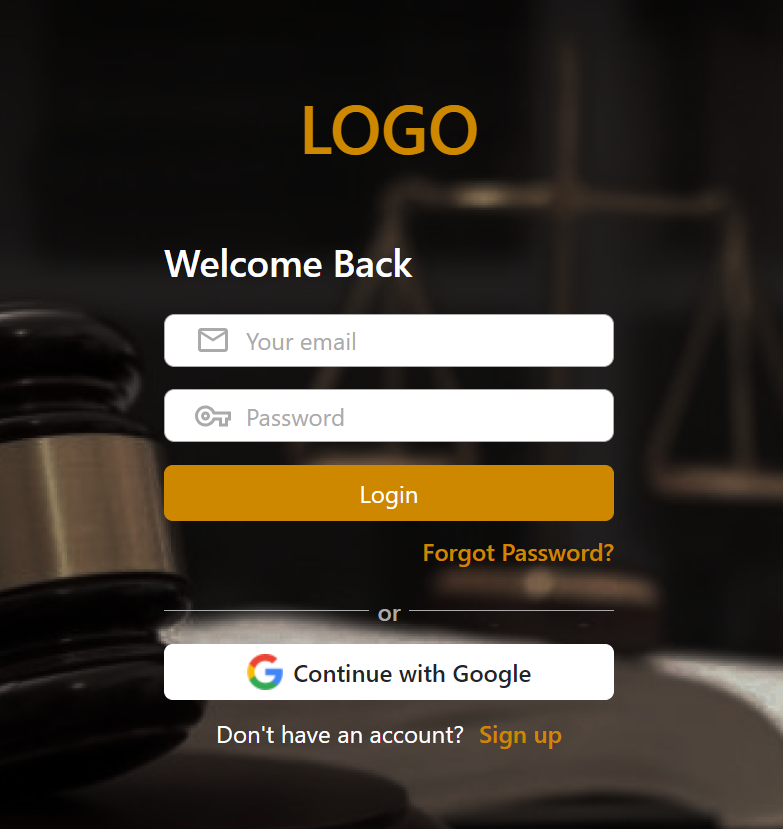 LOGO
Welcome Back
Your email
Password
Login
Forgot Password?
or
Continue with Google
Don't have an account? Sign up